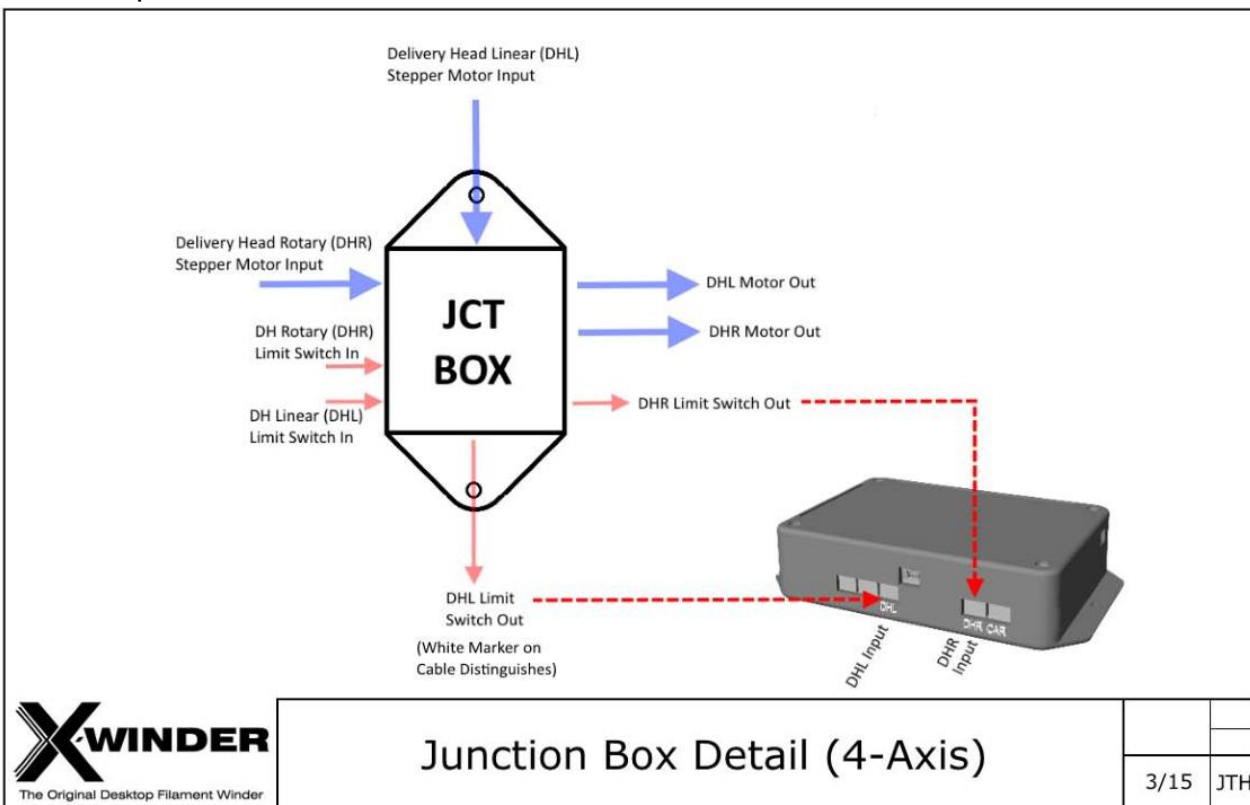 Delivery Head Linear (DHL)
Stepper Motor Input
Delivery Head Rotary (DHR)
Stepper Motor Input
JCT
BOX
DHL Motor Out
DH Rotary (DHR)
Limit Switch In
DHR Motor Out
DHR Limit Switch Out
DH Linear (DHL)
Limit Switch In
DHL Limit
Switch Out
(White Marker on
Cable Distinguishes)
DHL
DHR CAR
DHL Input
DHR
Input
X-WINDER
The Original Desktop Filament Winder
Junction Box Detail (4-Axis)
3/15
JTH